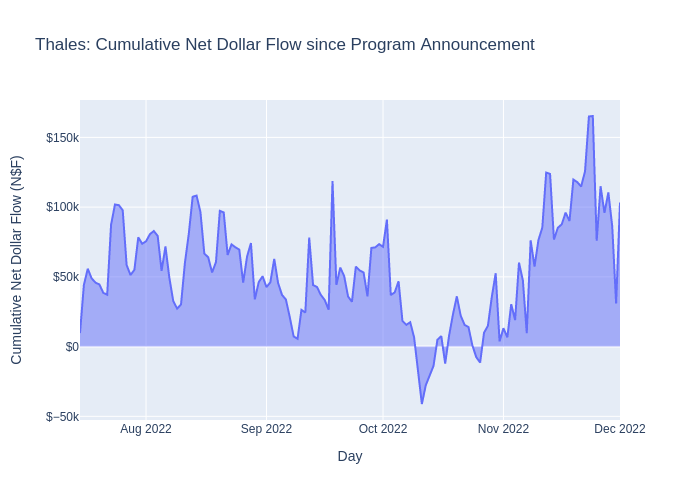 Thales: Cumulative Net Dollar Flow since Program Announcement
Cumulative Net Dollar Flow (N$F)
$150k
$100k
$50k
$0
$−50k
Aug 2022
Sep 2022
Oct 2022
Nov 2022
Dec 2022
Day